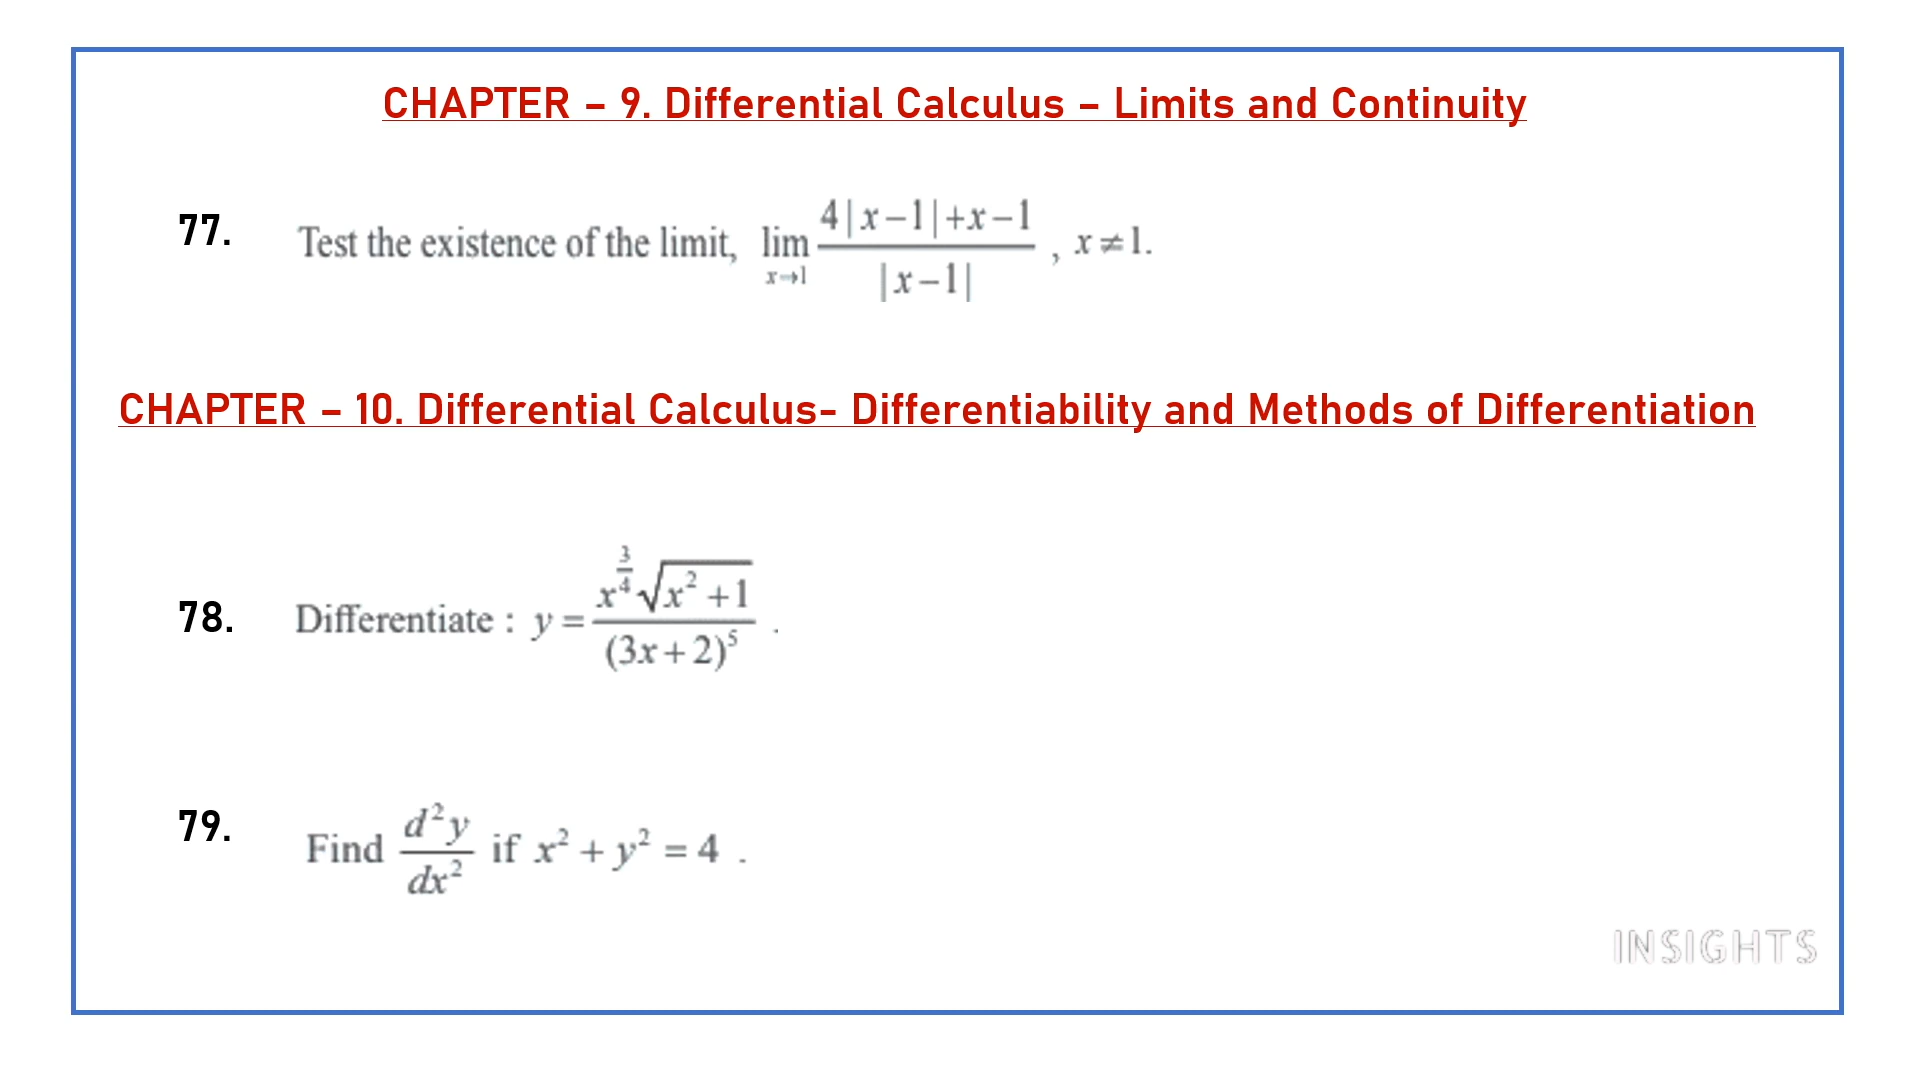 CHAPTER – 9. Differential Calculus – Limits and Continuity
77. Test the existence of the limit, lim x→1 (4|x−1|+x−1)/|x−1| , x≠1.
CHAPTER – 10. Differential Calculus- Differentiability and Methods of Differentiation
78. Differentiate : y = (x^(3/4) √(x²+1))/(3x+2)⁵ .
79. Find d²y/dx² if x² + y² = 4 .
INSIGHTS